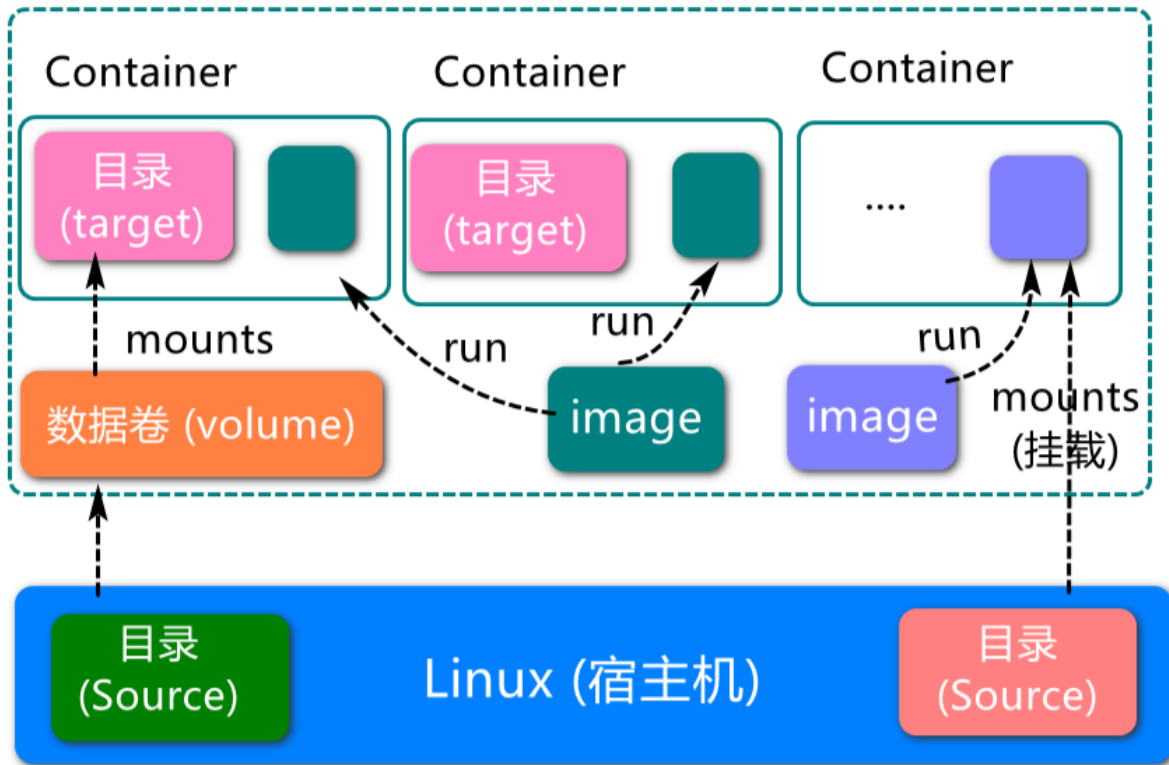 Container
Container
Container
目录
(target)
目录
(target)
....
mounts
run
run
run
数据卷 (volume)
image
image
mounts
(挂载)
目录
(Source)
Linux (宿主机)
目录
(Source)